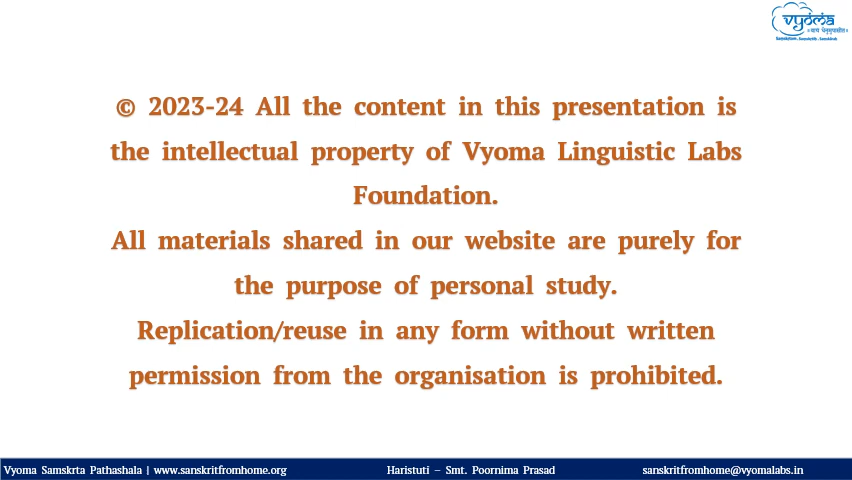 vyoma
॥ वाचं धेनुमुपासीत ॥
© 2023-24 All the content in this presentation is
the intellectual property of Vyoma Linguistic Labs
Foundation.
All materials shared in our website are purely for
the purpose of personal study.
Replication/reuse in any form without written
permission from the organisation is prohibited.
Vyoma Samskrta Pathashala | www.sanskritfromhome.org
Haristuti – Smt. Poornima Prasad
sanskritfromhome@vyomalabs.in